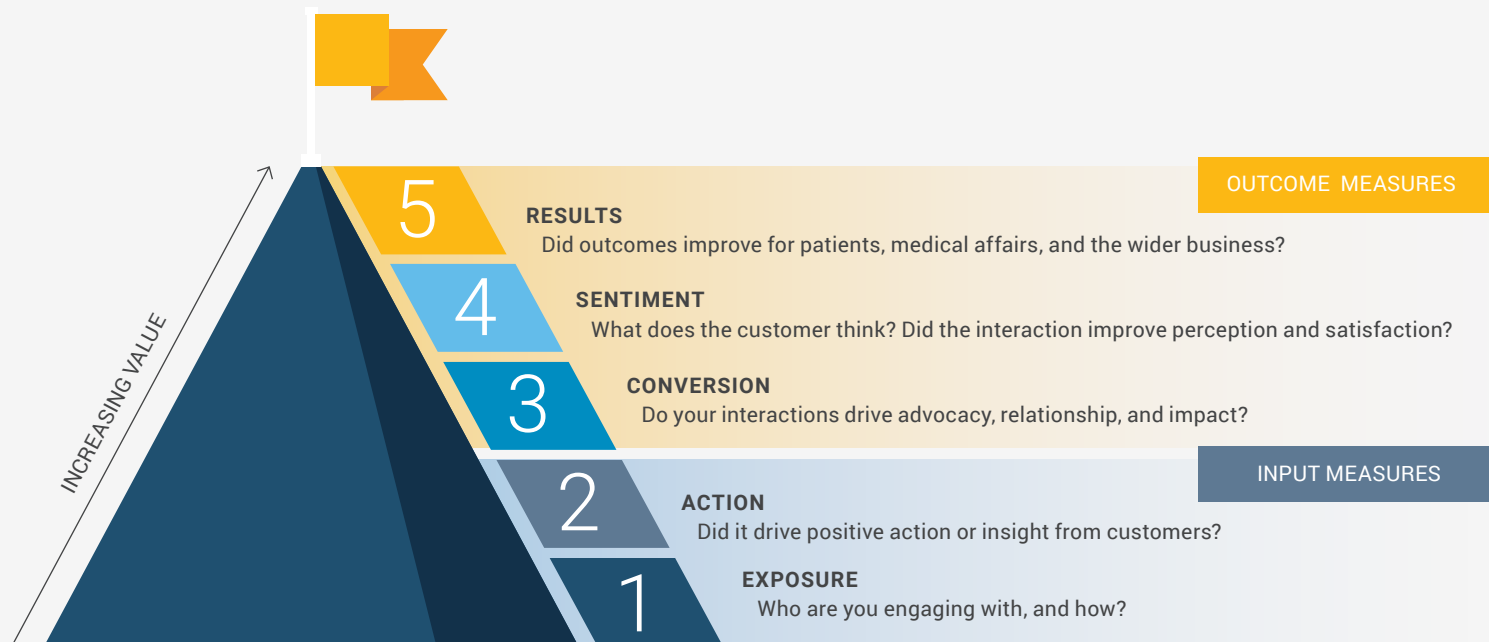 OUTCOME MEASURES
5
RESULTS
Did outcomes improve for patients, medical affairs, and the wider business?
4
SENTIMENT
What does the customer think? Did the interaction improve perception and satisfaction?
3
CONVERSION
Do your interactions drive advocacy, relationship, and impact?
INPUT MEASURES
2
ACTION
Did it drive positive action or insight from customers?
1
EXPOSURE
Who are you engaging with, and how?
INCREASING VALUE